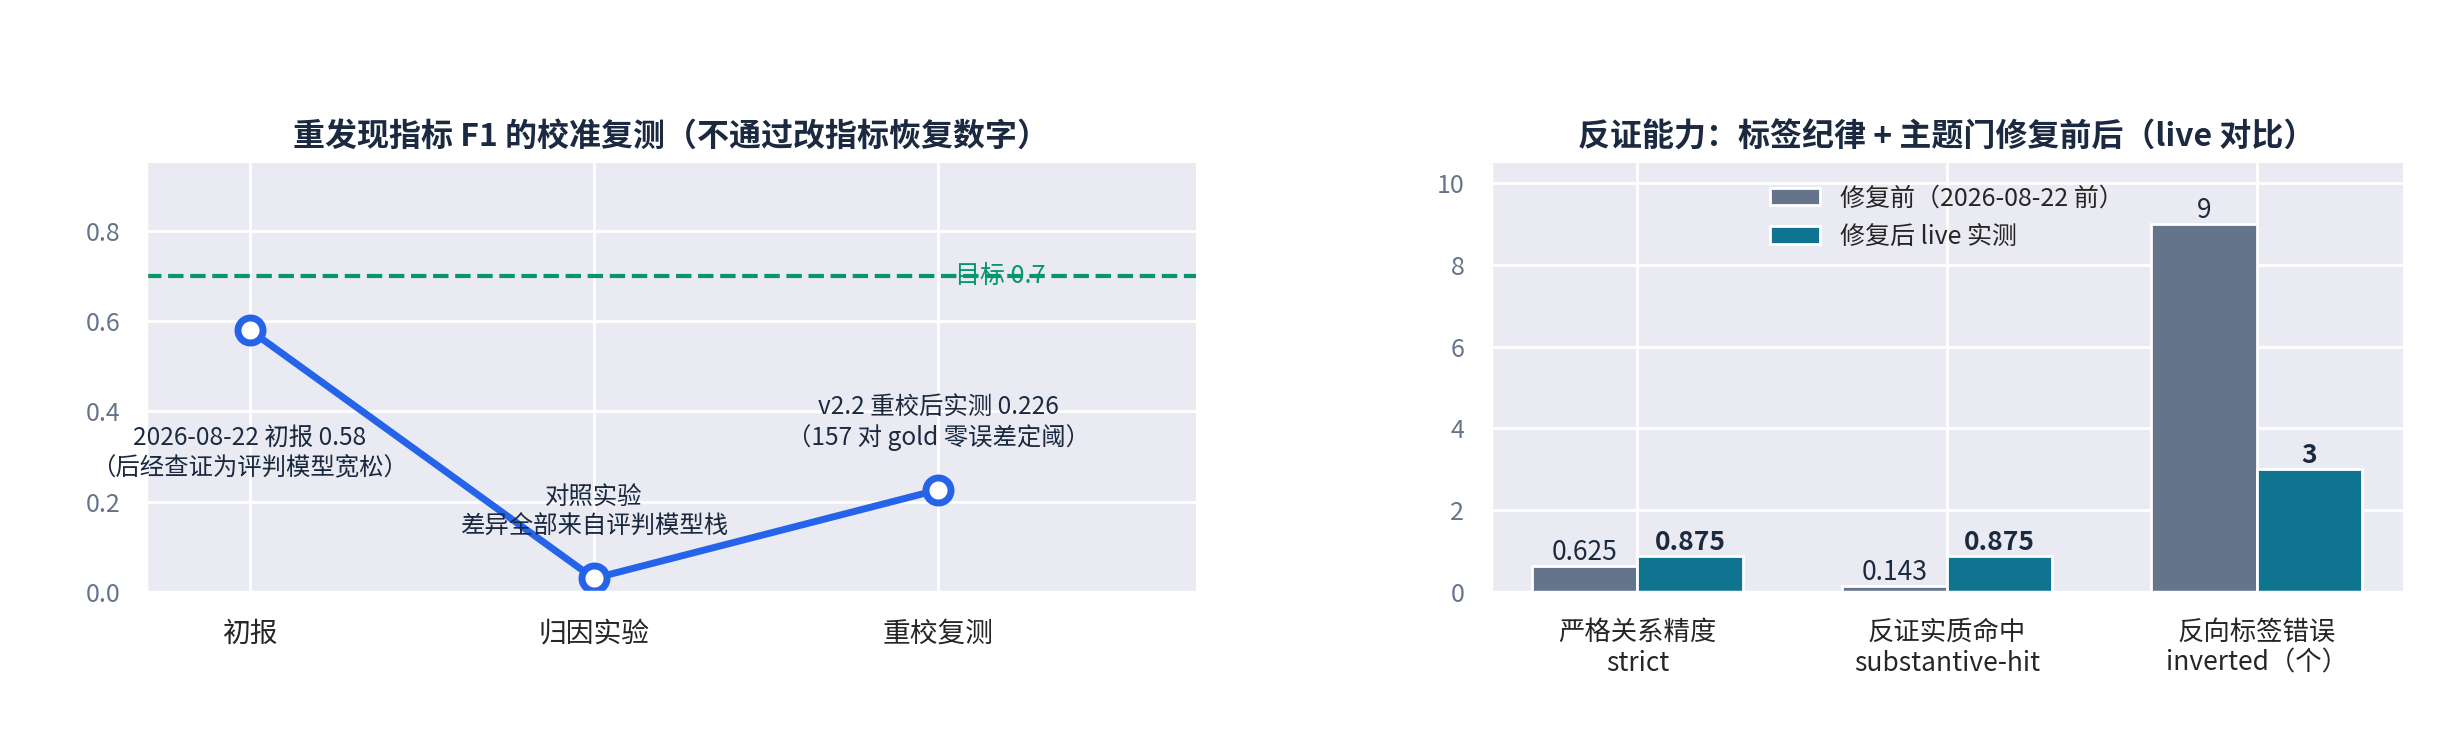 重发现指标 F1 的校准复测（不通过改指标恢复数字）
0.8
0.6
0.4
0.2
0.0
目标 0.7
2026-08-22 初报 0.58
（后经查证为评判模型宽松）
对照实验
差异全部来自评判模型栈
v2.2 重校后实测 0.226
（157 对 gold 零误差定阈）
初报
归因实验
重校复测
反证能力：标签纪律 + 主题门修复前后（live 对比）
10
8
6
4
2
0
修复前（2026-08-22 前）
修复后 live 实测
0.625
0.875
0.143
0.875
9
3
严格关系精度
strict
反证实质命中
substantive-hit
反向标签错误
inverted（个）